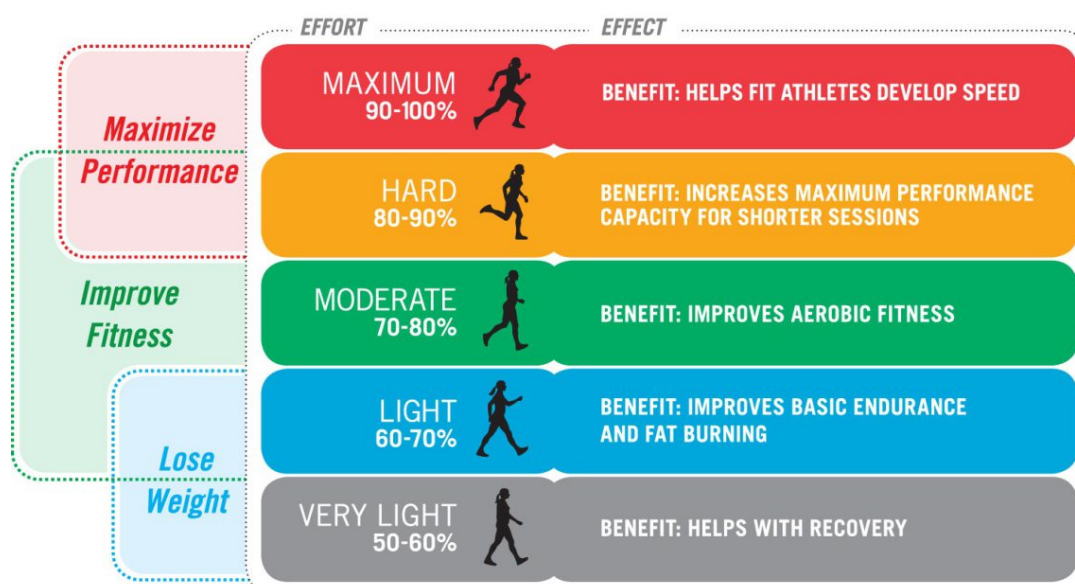 EFFORT
EFFECT
Maximize
Performance
Improve
Fitness
Lose
Weight
MAXIMUM
90-100%
BENEFIT: HELPS FIT ATHLETES DEVELOP SPEED
HARD
80-90%
BENEFIT: INCREASES MAXIMUM PERFORMANCE
CAPACITY FOR SHORTER SESSIONS
MODERATE
70-80%
BENEFIT: IMPROVES AEROBIC FITNESS
LIGHT
60-70%
BENEFIT: IMPROVES BASIC ENDURANCE
AND FAT BURNING
VERY LIGHT
50-60%
BENEFIT: HELPS WITH RECOVERY